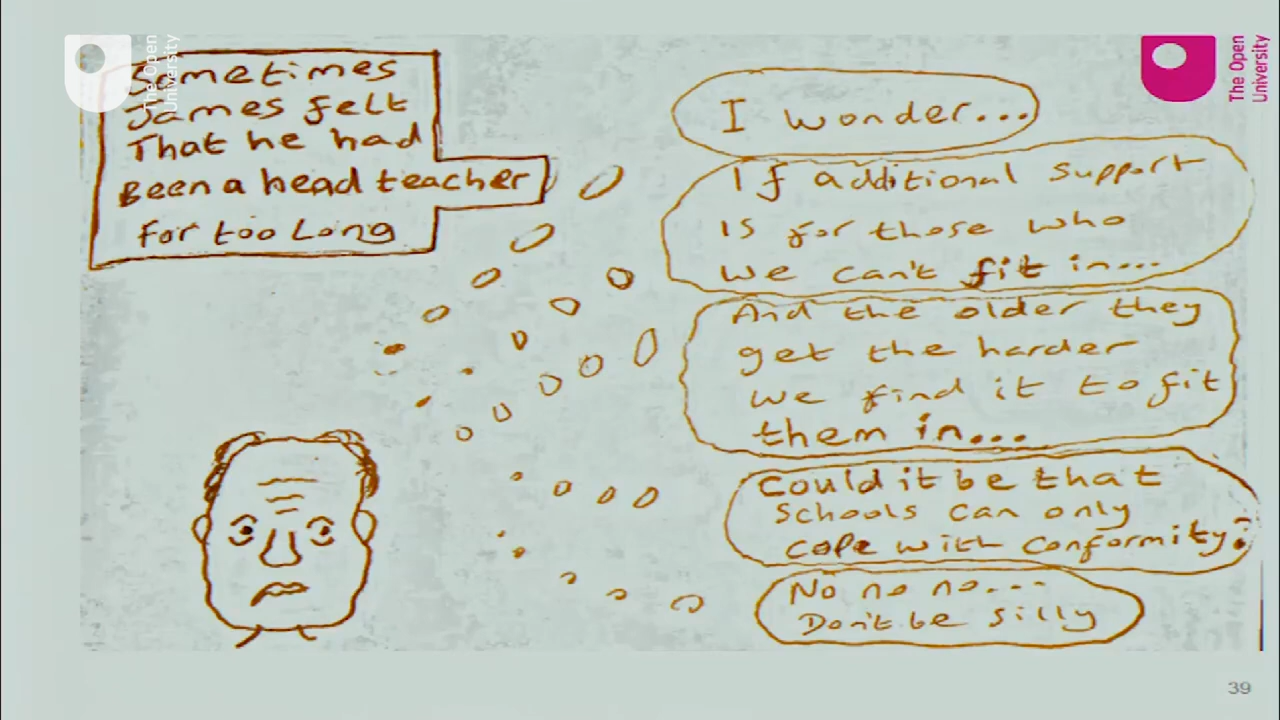 Sometimes
James felt
That he had
Been a head teacher
for too Long
I wonder...
If additional support
Is for those who
we can't fit in...
And the older they
get the harder
we find it to fit
them in...
Could it be that
schools can only
cope with conformity?
No no no...
Don't be silly
The Open
University
The Open
University
39